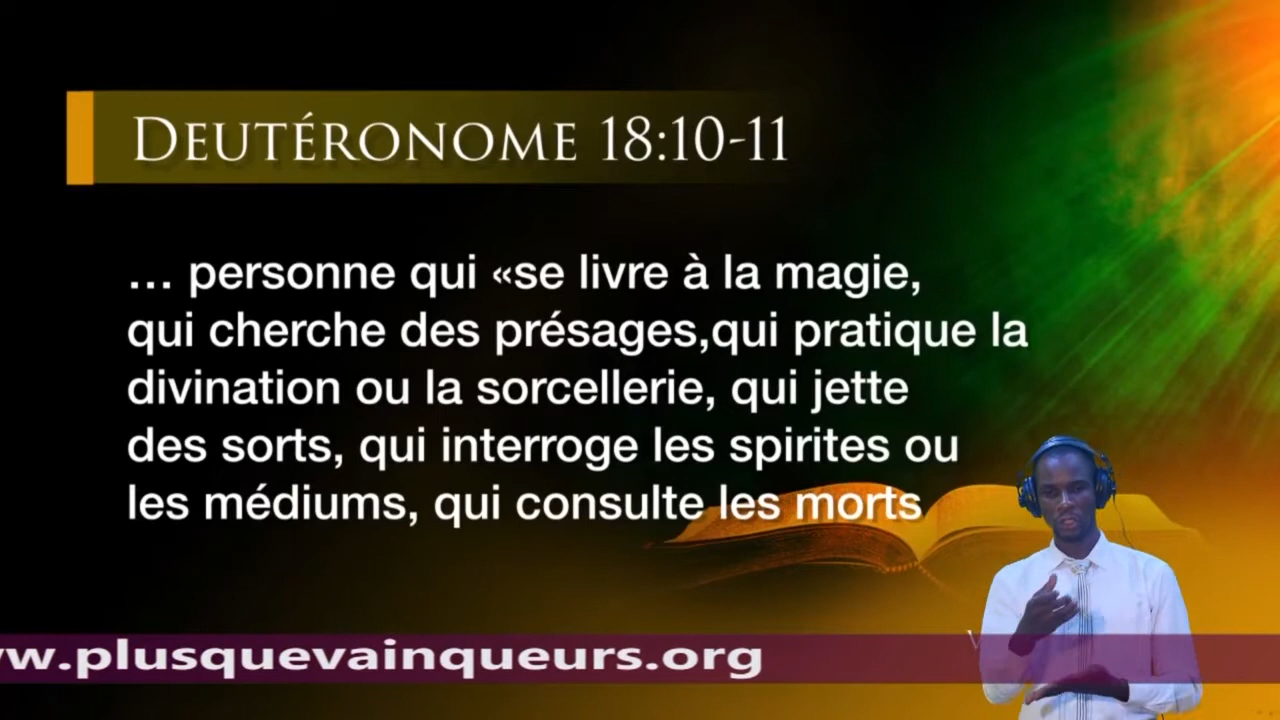 DEUTÉRONOME 18:10-11
… personne qui «se livre à la magie,
qui cherche des présages,qui pratique la
divination ou la sorcellerie, qui jette
des sorts, qui interroge les spirites ou
les médiums, qui consulte les morts
w.plusquevainqueurs.org